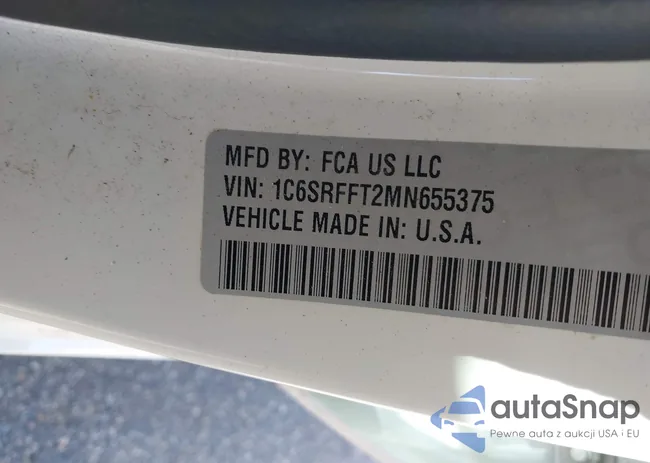 MFD BY: FCA US LLC
VIN: 1C6SRFFT2MN655375
VEHICLE MADE IN: U.S.A.
autaSnap
Pewne auta z aukcji USA i EU